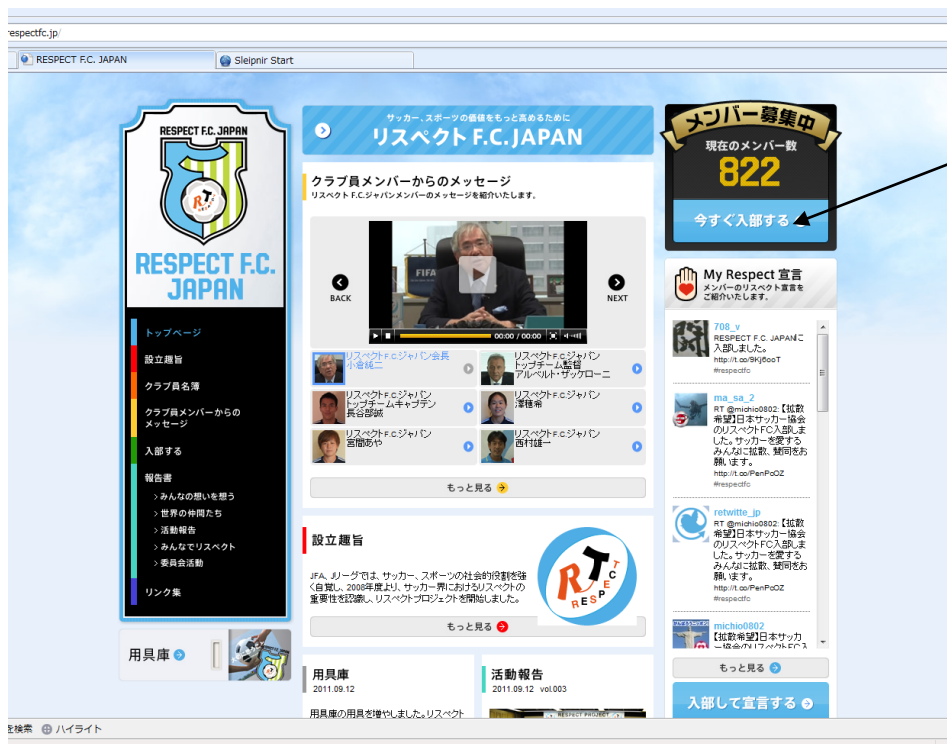 respectfc.jp/
RESPECT F.C. JAPAN
Sleipnir Start
RESPECT F.C. JAPAN
RT
RESPECT F.C.
JAPAN
トップページ
設立趣旨
クラブ員名簿
クラブ員メンバーからの
メッセージ
入部する
報告書
>みんなの想いを想う
>世界の仲間たち
>活動報告
>みんなでリスペクト
>委員会活動
リンク集
用具庫
サッカー、スポーツの価値をもっと高めるために
リスペクト F.C. JAPAN
クラブ員メンバーからのメッセージ
リスペクト F.C.ジャパンメンバーのメッセージを紹介いたします。
FIFA
BACK
NEXT
00:00 / 00:00
リスペクトF.C.ジャパン会長
小倉純二
リスペクトF.C.ジャパン
トップチーム監督
アルベルト・ザッケローニ
リスペクトF.C.ジャパン
トップチームキャプテン
長谷部誠
リスペクトF.C.ジャパン
澤穂希
リスペクトF.C.ジャパン
宮間あや
リスペクトF.C.ジャパン
西村雄一
もっと見る
設立趣旨
JFA、Jリーグでは、サッカー、スポーツの社会的役割を強
く自覚し、2008年度より、サッカー界におけるリスペクトの
重要性を認識し、リスペクトプロジェクトを開始しました。
RT
RESPECT
もっと見る
用具庫
2011.09.12
用具庫の用具を増やしました。リスペクト
活動報告
2011.09.12 vol.003
RESPECT PROJECT
メンバー募集中
現在のメンバー数
822
今すぐ入部する
My Respect 宣言
メンバーのリスペクト宣言を
ご紹介いたします。
闘
708_v
RESPECT F.C. JAPANに
入部しました。
http://t.co/9Kj6ooT
#respectfc
ma_sa_2
RT @michio0802:【拡散
希望】日本サッカー協会
のリスペクトFC入部しま
した。サッカーを愛する
みんなに拡散、賛同をお
願います。
http://t.co/PenPcOZ
#respectfc
retwitte_jp
RT @michio0802:【拡散
希望】日本サッカー協会
のリスペクトFC入部しま
した。サッカーを愛する
みんなに拡散、賛同をお
願います。
http://t.co/PenPcOZ
#respectfc
michio0802
【拡散希望】日本サッカ
ー協会のリスペクトFC入
もっと見る
入部して宣言する
を検索 ハイライト